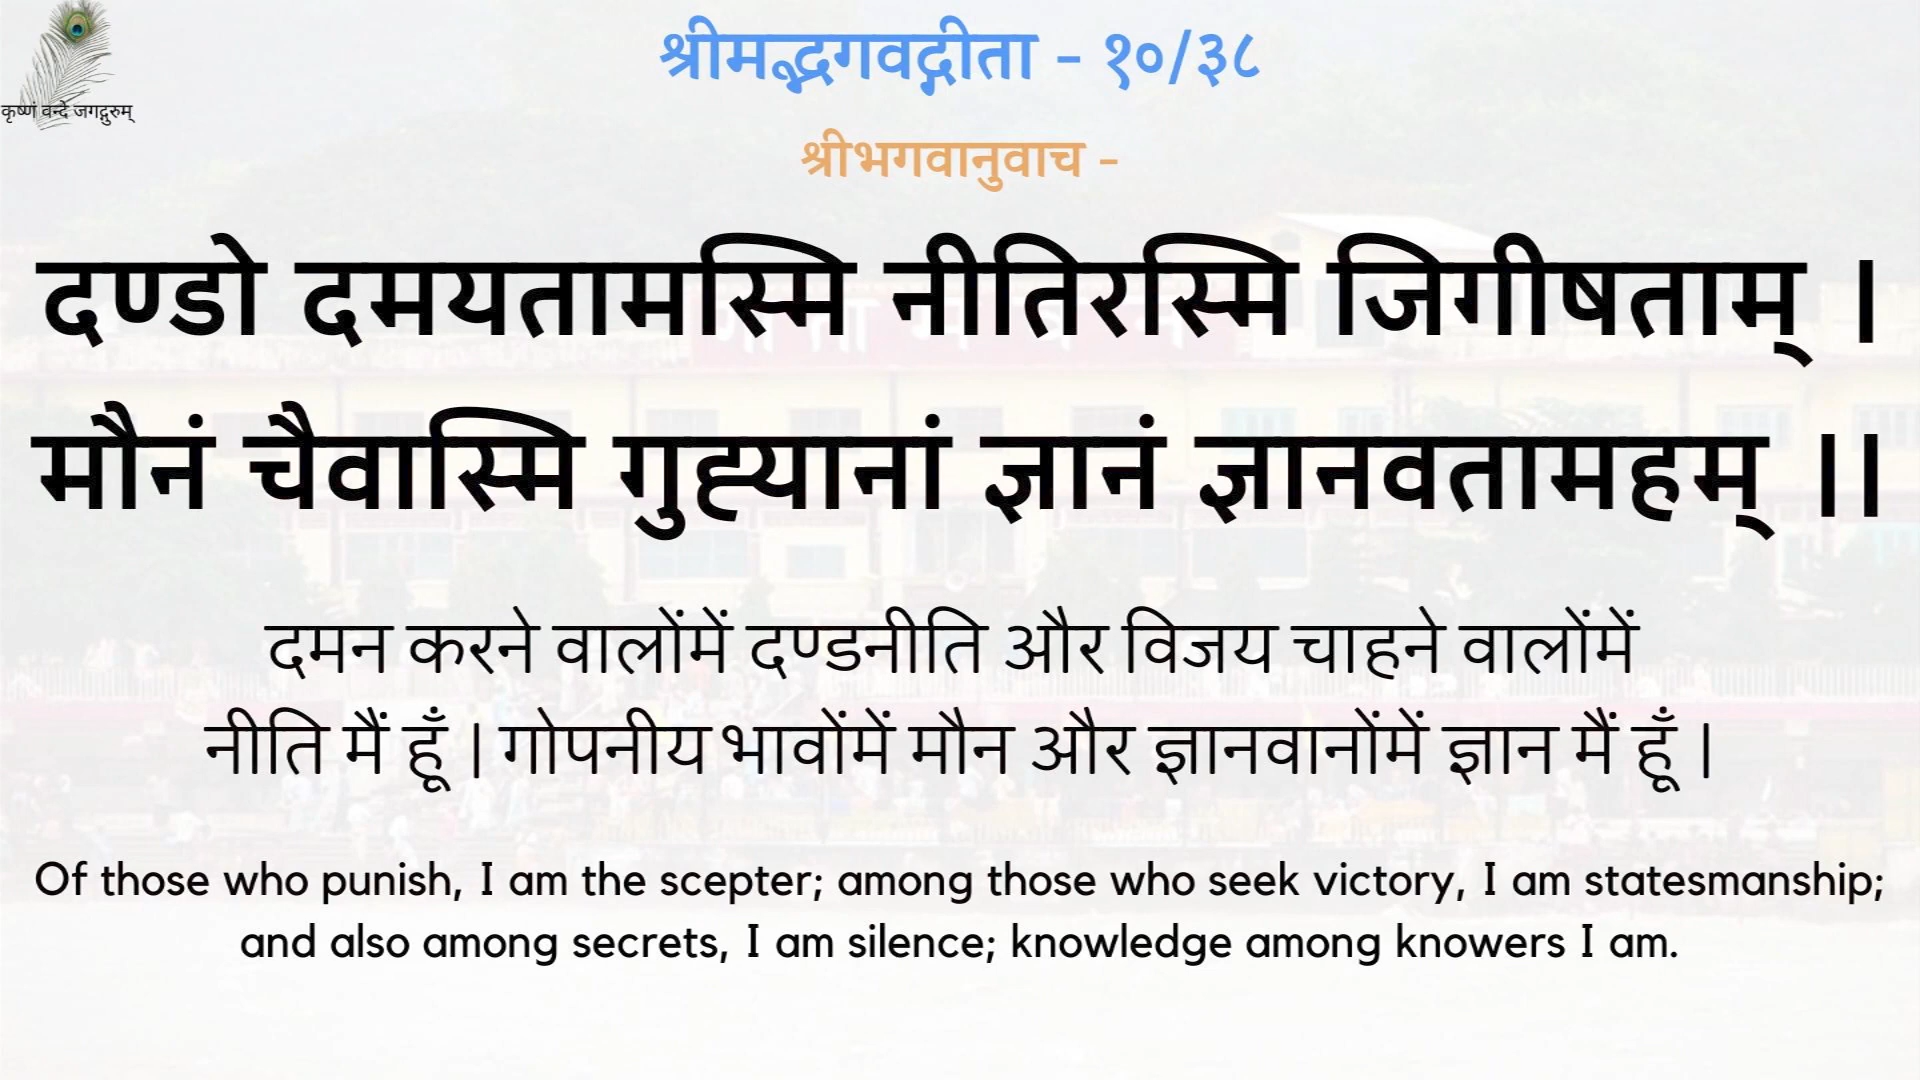 कृष्णं वन्दे जगद्गुरुम्
श्रीमद्भगवद्गीता - १०/३८
श्रीभगवानुवाच -
दण्डो दमयतामस्मि नीतिरस्मि जिगीषताम् ।
मौनं चैवास्मि गुह्यानां ज्ञानं ज्ञानवतामहम् ।।
दमन करने वालोंमें दण्डनीति और विजय चाहने वालोंमें
नीति मैं हूँ | गोपनीय भावोंमें मौन और ज्ञानवानोंमें ज्ञान मैं हूँ |
Of those who punish, I am the scepter; among those who seek victory, I am statesmanship;
and also among secrets, I am silence; knowledge among knowers I am.